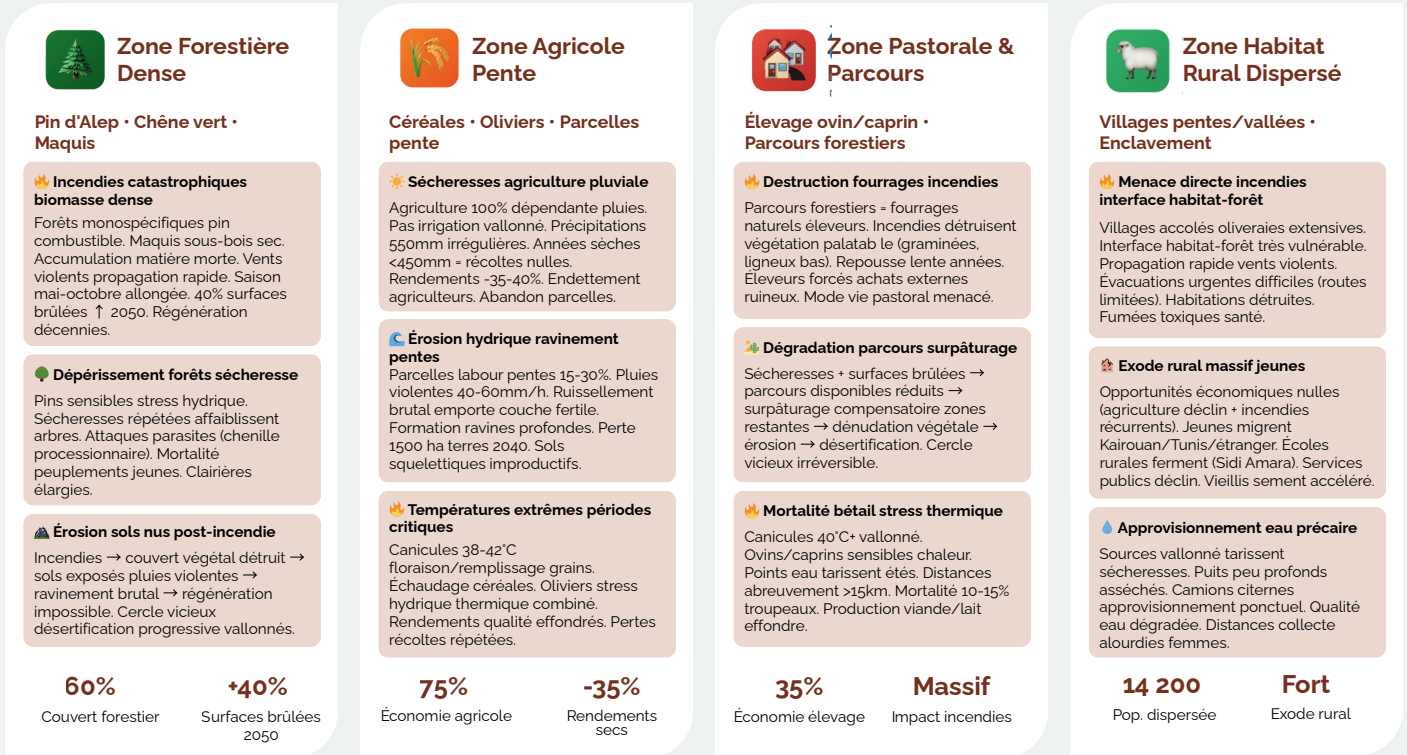 Zone Forestière
Dense
Pin d'Alep • Chêne vert •
Maquis
Incendies catastrophiques
biomasse dense
Forêts monospécifiques pin
combustible. Maquis sous-bois sec.
Accumulation matière morte. Vents
violents propagation rapide. Saison
mai-octobre allongée. 40% surfaces
brûlées ↑ 2050. Régénération
décennies.
Dépérissement forêts sécheresse
Pins sensibles stress hydrique.
Sécheresses répétées affaiblissent
arbres. Attaques parasites (chenille
processionnaire). Mortalité
peuplements jeunes. Clairières
élargies.
Érosion sols nus post-incendie
Incendies → couvert végétal détruit →
sols exposés pluies violentes →
ravinement brutal → régénération
impossible. Cercle vicieux
désertification progressive vallonnés.
60%
Couvert forestier
+40%
Surfaces brûlées
2050
Zone Agricole
Pente
Céréales • Oliviers • Parcelles
pente
Sécheresses agriculture pluviale
Agriculture 100% dépendante pluies.
Pas irrigation vallonné. Précipitations
550mm irrégulières. Années sèches
<450mm = récoltes nulles.
Rendements -35-40%. Endettement
agriculteurs. Abandon parcelles.
Érosion hydrique ravinement
pentes
Parcelles labour pentes 15-30%. Pluies
violentes 40-60mm/h. Ruissellement
brutal emporte couche fertile.
Formation ravines profondes. Perte
1500 ha terres 2040. Sols
squelettiques improductifs.
Températures extrêmes périodes
critiques
Canicules 38-42°C
floraison/remplissage grains.
Échaudage céréales. Oliviers stress
hydrique thermique combiné.
Rendements qualité effondrés. Pertes
récoltes répétées.
75%
Économie agricole
-35%
Rendements
secs
Zone Pastorale &
Parcours
Élevage ovin/caprin •
Parcours forestiers
Destruction fourrages incendies
Parcours forestiers = fourrages
naturels éleveurs. Incendies détruisent
végétation palatab le (graminées,
ligneux bas). Repousse lente années.
Éleveurs forcés achats externes
ruineux. Mode vie pastoral menacé.
Dégradation parcours surpâturage
Sécheresses + surfaces brûlées →
parcours disponibles réduits →
surpâturage compensatoire zones
restantes → dénudation végétale →
érosion → désertification. Cercle
vicieux irréversible.
Mortalité bétail stress thermique
Canicules 40°C+ vallonné.
Ovins/caprins sensibles chaleur.
Points eau tarissent étés. Distances
abreuvement >15km. Mortalité 10-15%
troupeaux. Production viande/lait
effondre.
35%
Économie élevage
Massif
Impact incendies
Zone Habitat
Rural Dispersé
Villages pentes/vallées •
Enclavement
Menace directe incendies
interface habitat-forêt
Villages accolés oliveraies extensives.
Interface habitat-forêt très vulnérable.
Propagation rapide vents violents.
Évacuations urgentes difficiles (routes
limitées). Habitations détruites.
Fumées toxiques santé.
Exode rural massif jeunes
Opportunités économiques nulles
(agriculture déclin + incendies
récurrents). Jeunes migrent
Kairouan/Tunis/étranger. Écoles
rurales ferment (Sidi Amara). Services
publics déclin. Vieillis sement accéléré.
Approvisionnement eau précaire
Sources vallonné tarissent
sécheresses. Puits peu profonds
asséchés. Camions citernes
approvisionnement ponctuel. Qualité
eau dégradée. Distances collecte
alourdies femmes.
14 200
Pop. dispersée
Fort
Exode rural